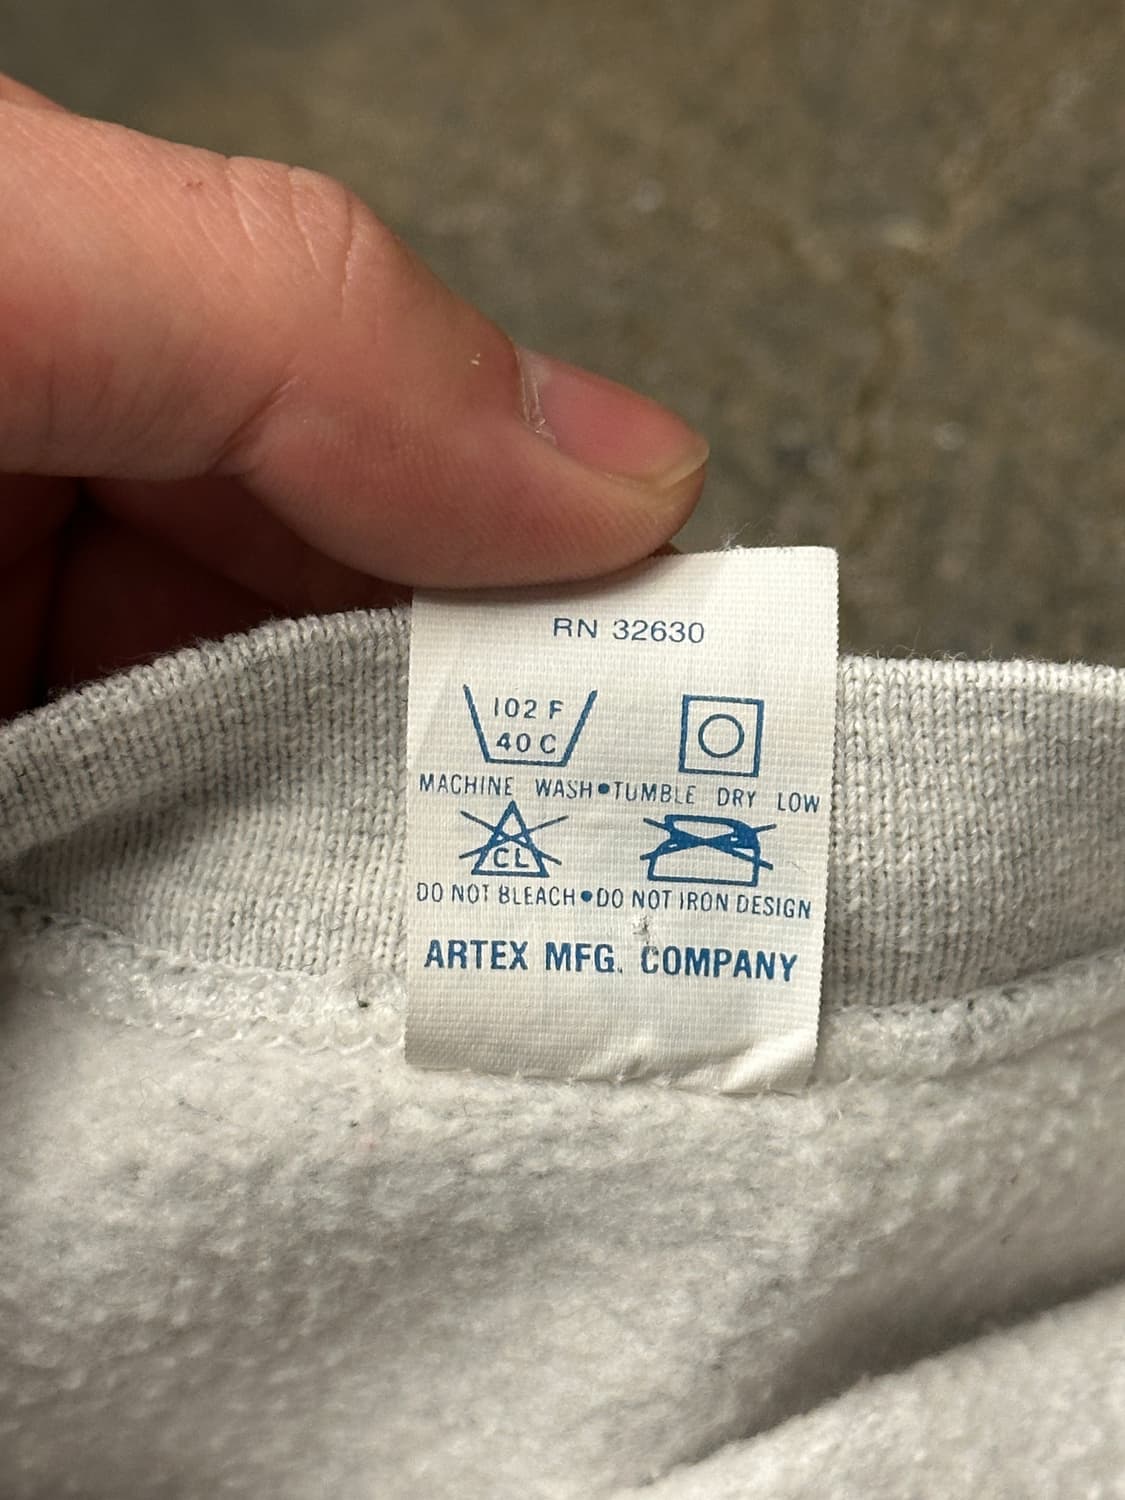 RN 32630
102 F
40 C
MACHINE WASH•TUMBLE DRY LOW
CL
DO NOT BLEACH•DO NOT IRON DESIGN
ARTEX MFG. COMPANY